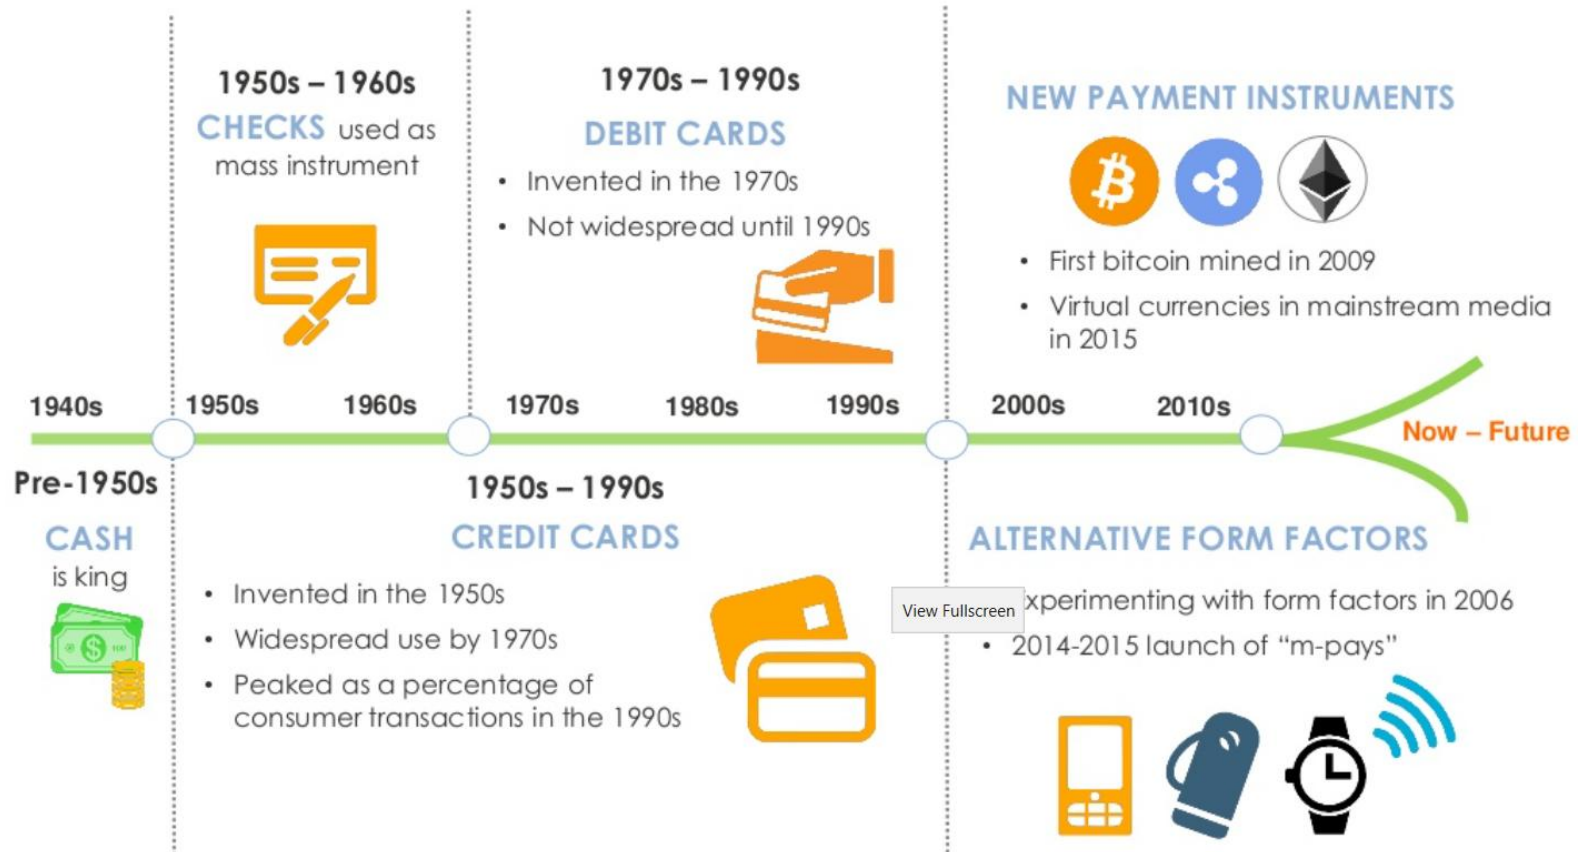 1950s – 1960s
CHECKS used as
mass instrument
1970s – 1990s
DEBIT CARDS
• Invented in the 1970s
• Not widespread until 1990s
NEW PAYMENT INSTRUMENTS
• First bitcoin mined in 2009
• Virtual currencies in mainstream media
in 2015
1940s 1950s 1960s 1970s 1980s 1990s 2000s 2010s
Now – Future
Pre-1950s
CASH
is king
1950s – 1990s
CREDIT CARDS
• Invented in the 1950s
• Widespread use by 1970s
• Peaked as a percentage of
consumer transactions in the 1990s
View Fullscreen
ALTERNATIVE FORM FACTORS
xperimenting with form factors in 2006
• 2014-2015 launch of “m-pays”